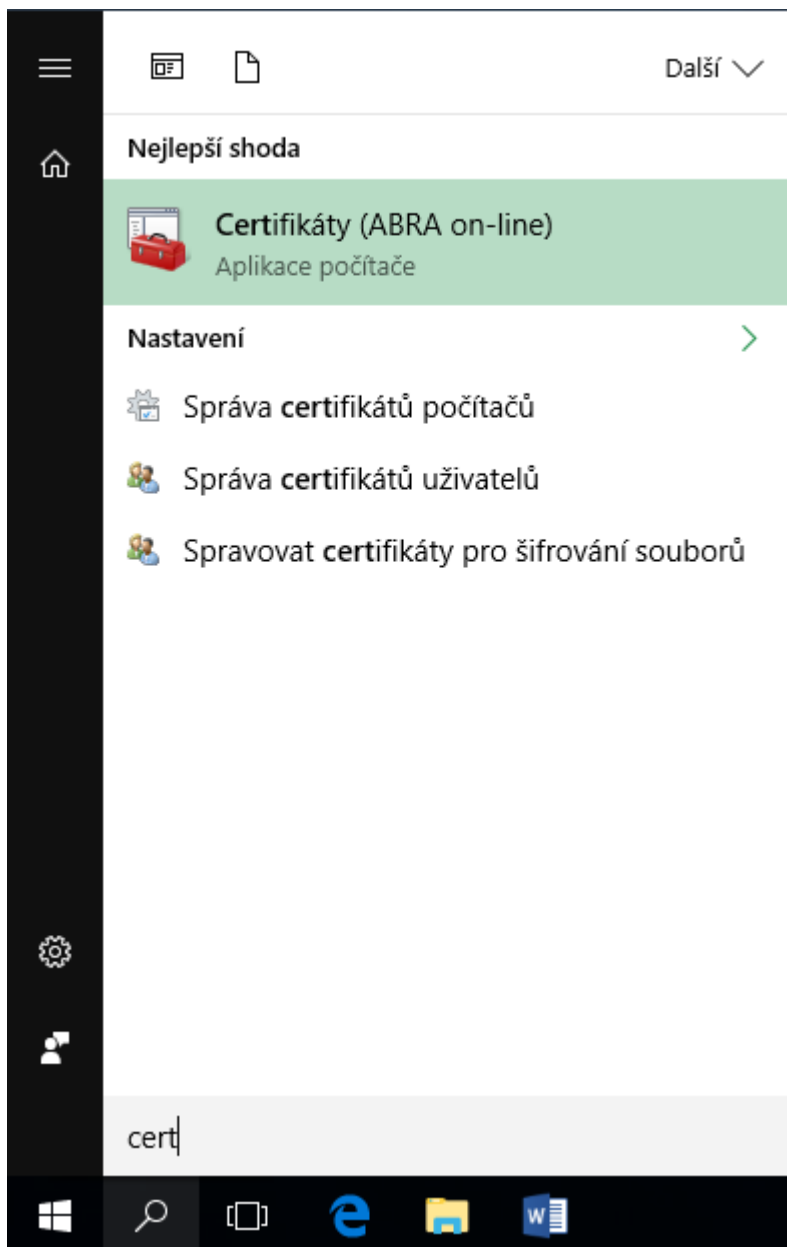 Další
Nejlepší shoda
Certifikáty (ABRA on-line)
Aplikace počítače
Nastavení
Správa certifikátů počítačů
Správa certifikátů uživatelů
Spravovat certifikáty pro šifrování souborů
cert